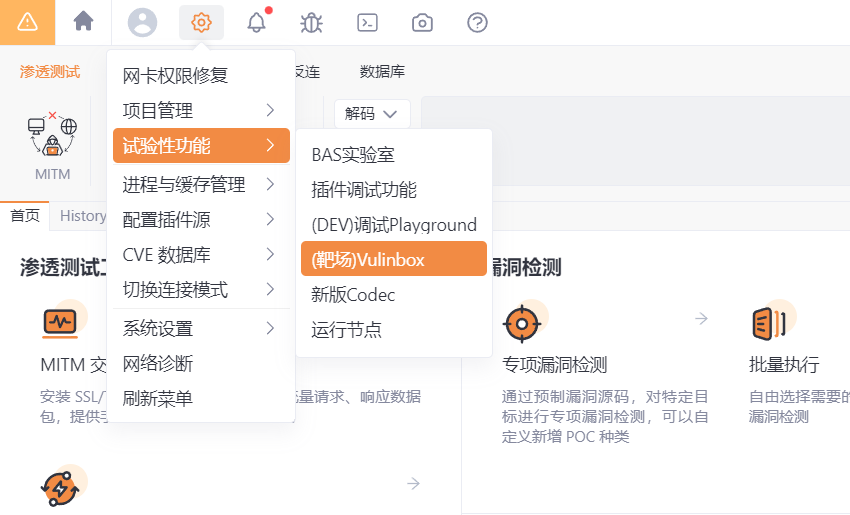 渗透测试
反连
数据库
MITM
解码
首页
History
网卡权限修复
项目管理
试验性功能
进程与缓存管理
配置插件源
CVE 数据库
切换连接模式
系统设置
网络诊断
刷新菜单
BAS实验室
插件调试功能
(DEV)调试Playground
(靶场)Vulinbox
新版Codec
运行节点
渗透测试
漏洞检测
MITM 交
安装 SSL/
流量请求、响应数据
包，提供
专项漏洞检测
通过预制漏洞源码，对特定目
标进行专项漏洞检测，可以自
定义新增 POC 种类
批量执行
自由选择需要的
漏洞检测